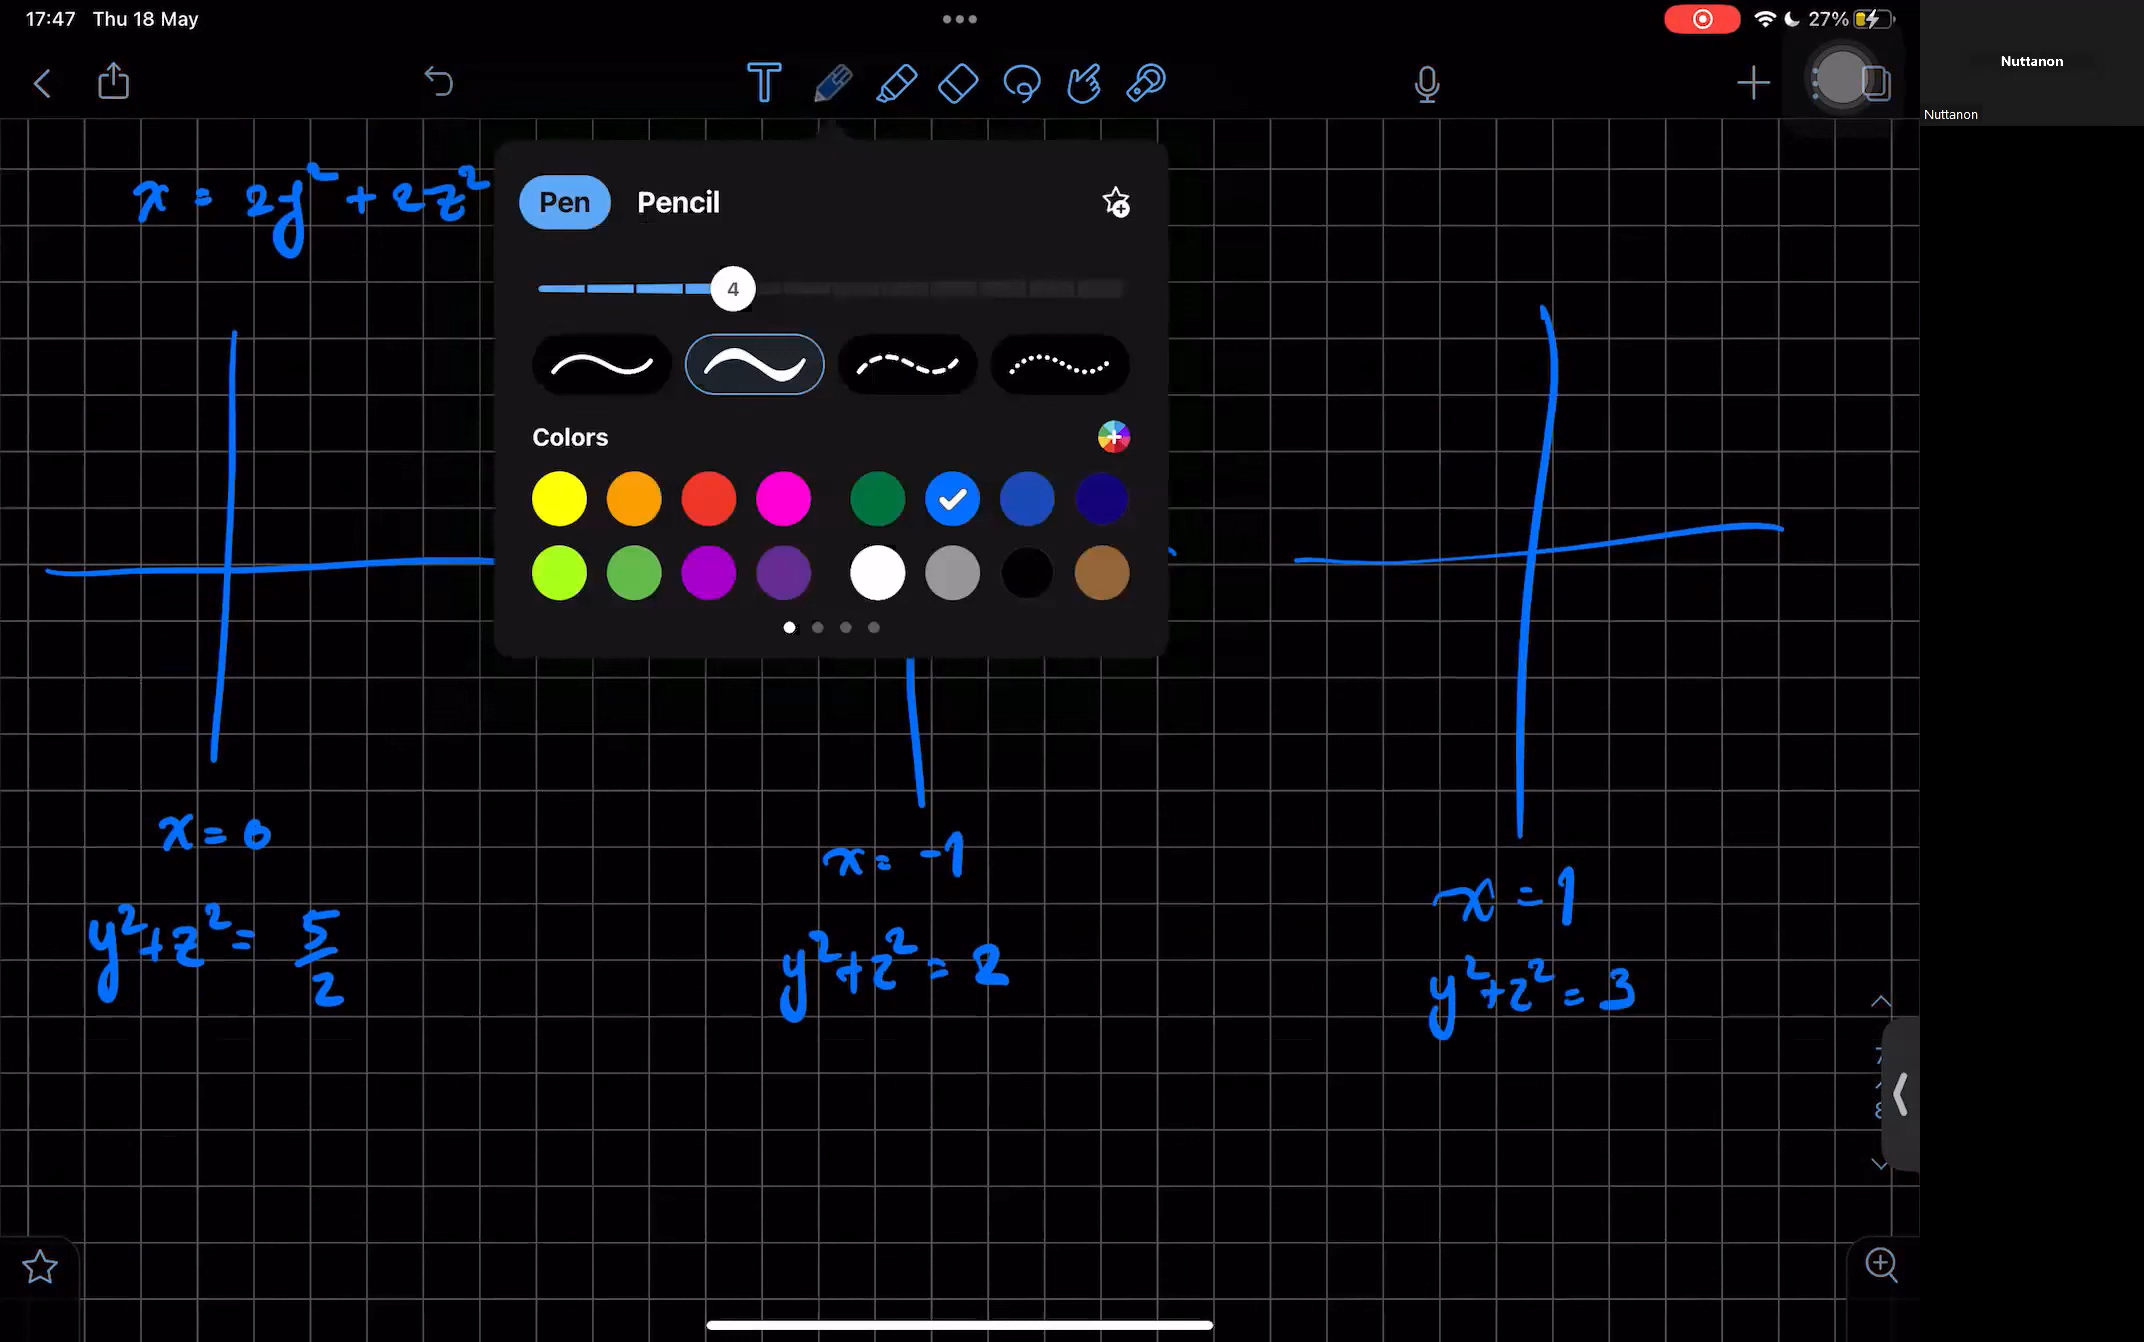 17:47 Thu 18 May
27%
Nuttanon
Nuttanon
T
Pen Pencil
x = 2y² + 2z²
4
Colors
x = 0
y² + z² = 5/2
x = -1
y² + z² = 2
x = 1
y² + z² = 3